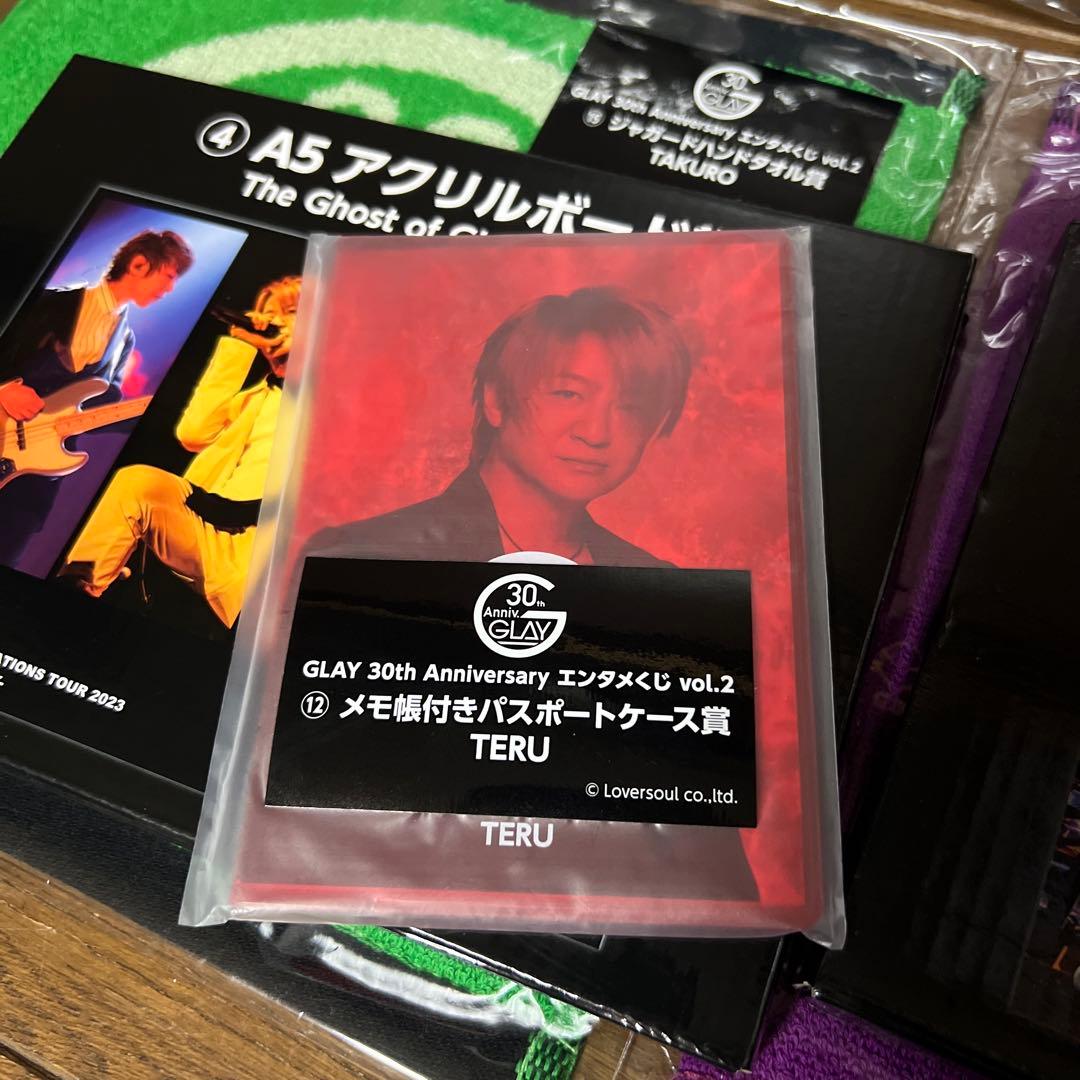 30th
Anniv.
GLAY
GLAY 30th Anniversary エンタメくじ vol.2
⑮ ジャガードハンドタオル賞
TAKURO
④ A5 アクリルボード
The Ghost of
ATIONS TOUR 2023
30th
Anniv.
GLAY
GLAY 30th Anniversary エンタメくじ vol.2
⑫ メモ帳付きパスポートケース賞
TERU
© Loversoul co.,ltd.
TERU